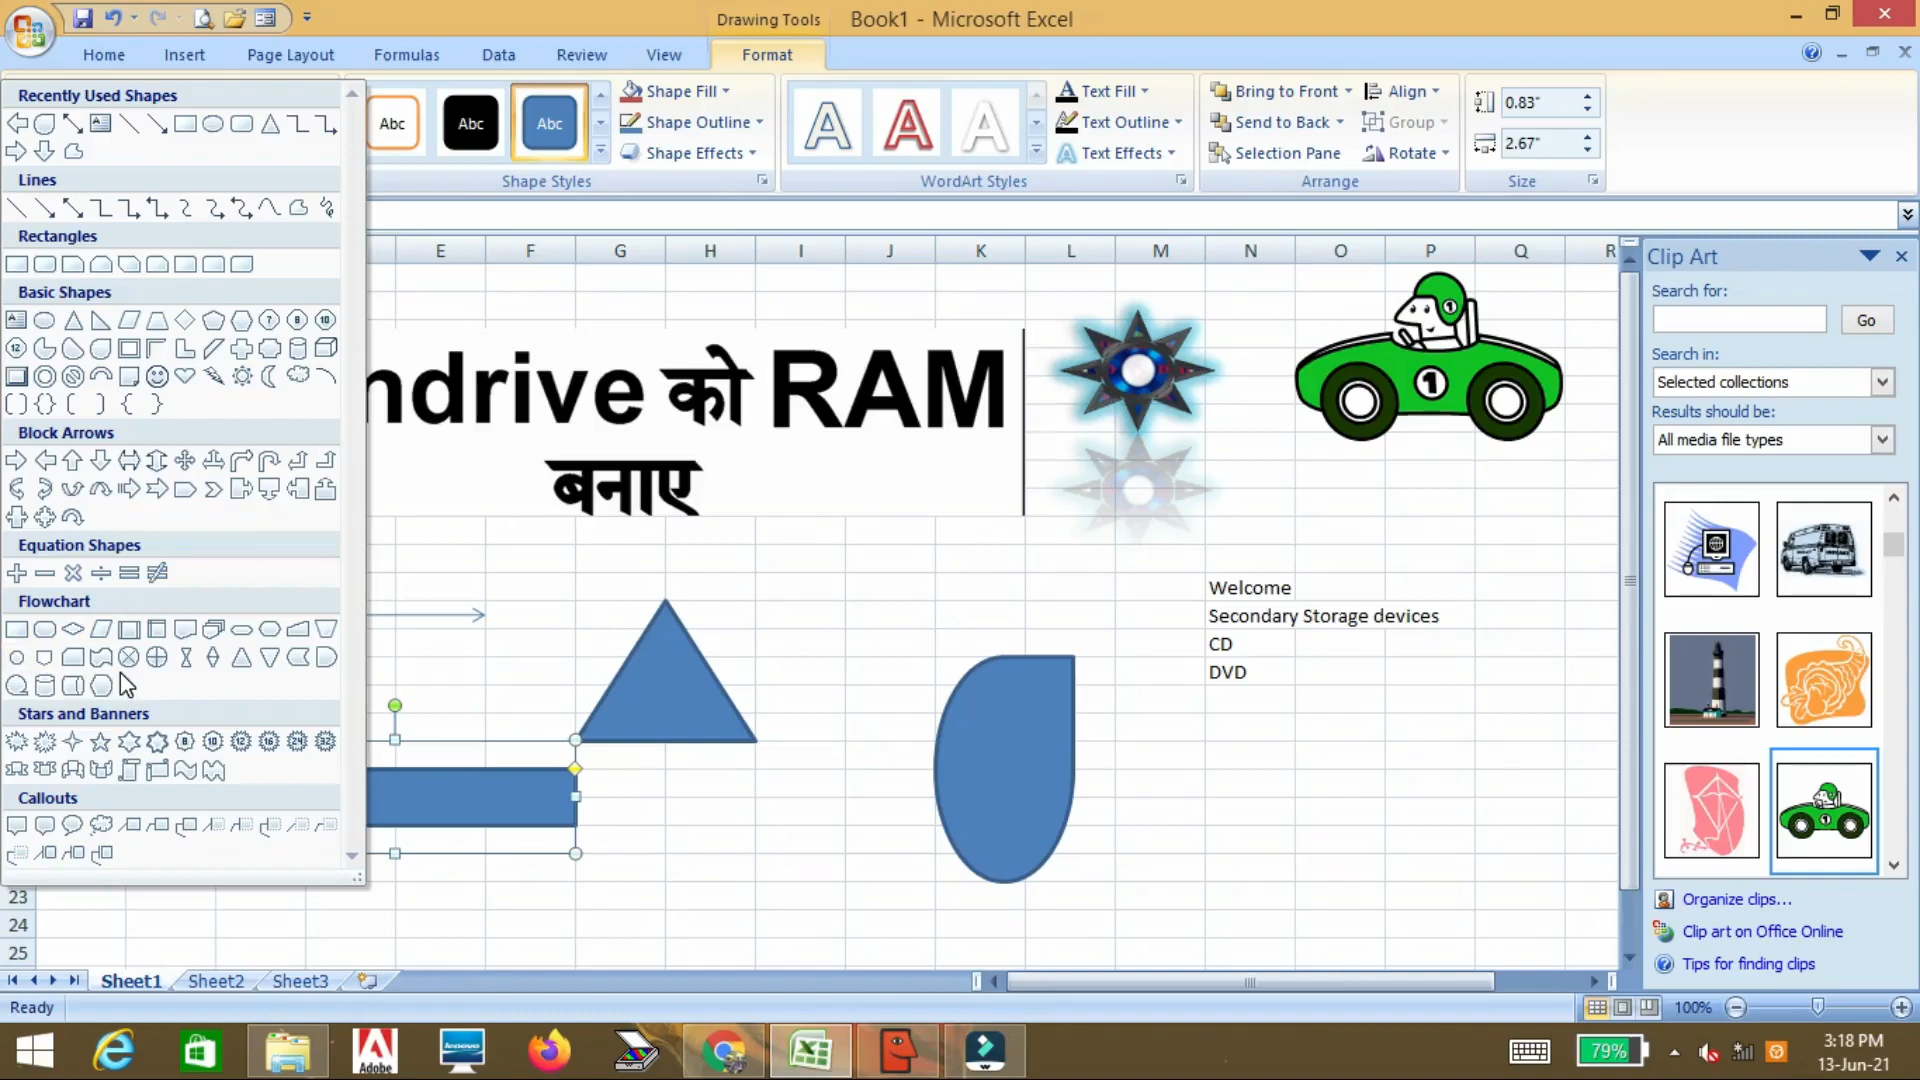 Drawing Tools
Book1 - Microsoft Excel
Home Insert Page Layout Formulas Data Review View Format
Recently Used Shapes
Lines
Rectangles
Basic Shapes
Block Arrows
Equation Shapes
Flowchart
Stars and Banners
Callouts
Abc Abc Abc
Shape Fill
Shape Outline
Shape Effects
Shape Styles
A A A
Text Fill
Text Outline
Text Effects
WordArt Styles
Bring to Front
Send to Back
Selection Pane
Align
Group
Rotate
Arrange
0.83"
2.67"
Size
E F G H I J K L M N O P Q R
ndrive को RAM
बनाए
1
1
Welcome
Secondary Storage devices
CD
DVD
Clip Art
Search for:
Go
Search in:
Selected collections
Results should be:
All media file types
1
Organize clips...
Clip art on Office Online
Tips for finding clips
23
24
25
Sheet1 Sheet2 Sheet3
Ready
100%
Adobe
lenovo
79%
3:18 PM
13-Jun-21